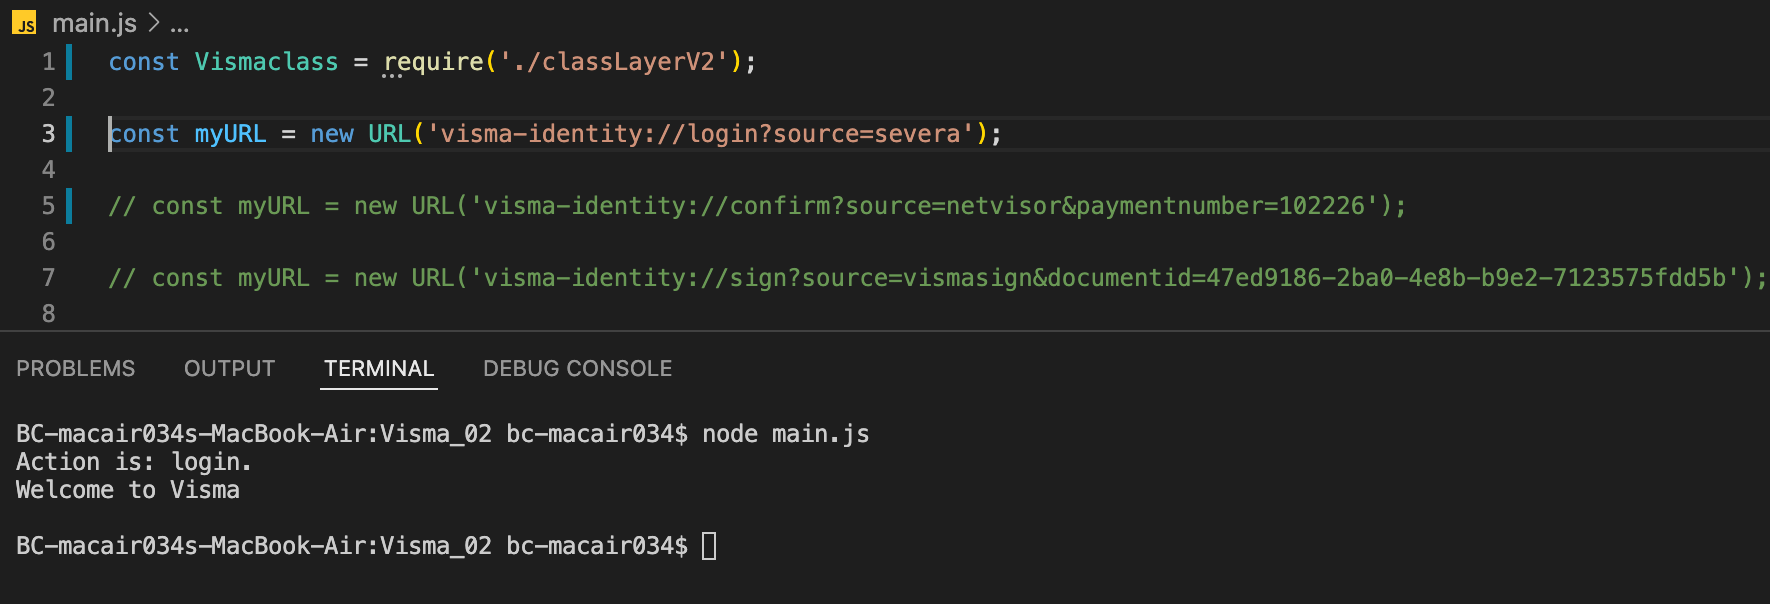 JS main.js > ...
1 const Vismaclass = require('./classLayerV2');
2
3 const myURL = new URL('visma-identity://login?source=severa');
4
5 // const myURL = new URL('visma-identity://confirm?source=netvisor&paymentnumber=102226');
6
7 // const myURL = new URL('visma-identity://sign?source=vismasign&documentid=47ed9186-2ba0-4e8b-b9e2-7123575fdd5b');
8
PROBLEMS OUTPUT TERMINAL DEBUG CONSOLE
BC-macair034s-MacBook-Air:Visma_02 bc-macair034$ node main.js
Action is: login.
Welcome to Visma
BC-macair034s-MacBook-Air:Visma_02 bc-macair034$